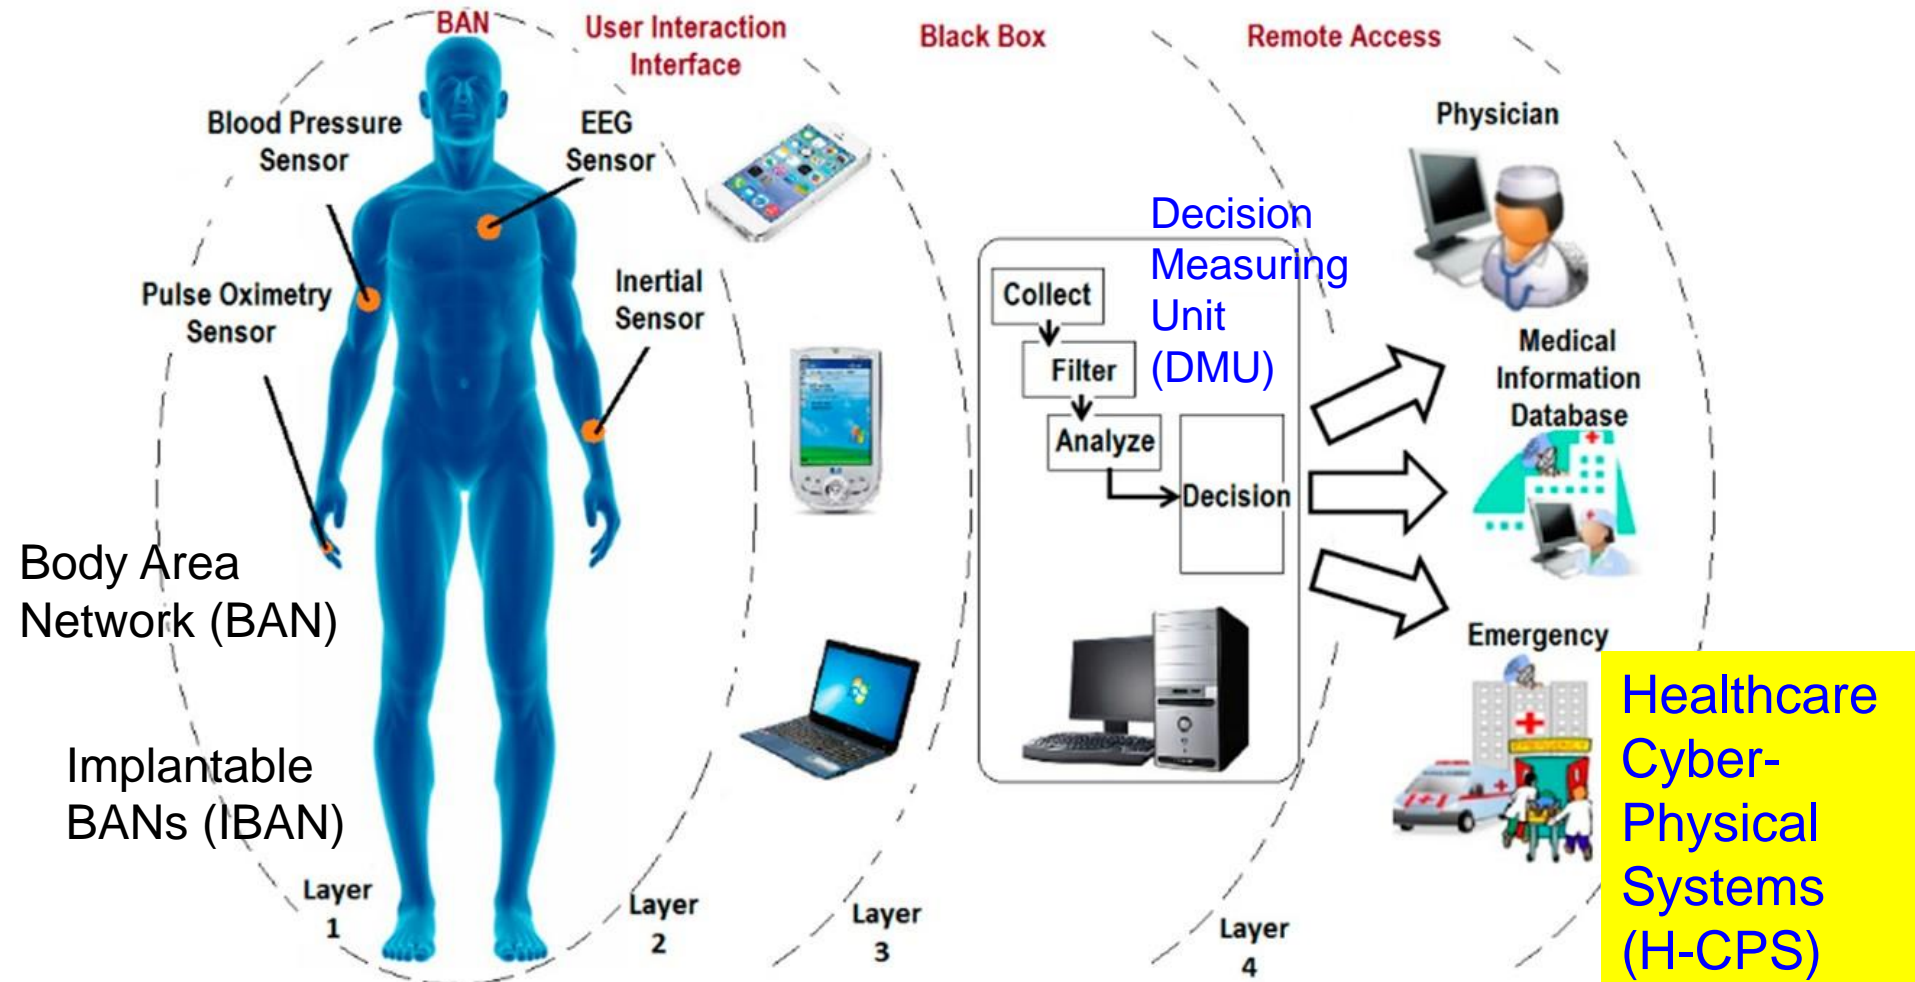 BAN
User Interaction
Interface
Black Box
Remote Access
Blood Pressure
Sensor
EEG
Sensor
Pulse Oximetry
Sensor
Inertial
Sensor
Body Area
Network (BAN)
Implantable
BANs (IBAN)
Layer
1
Layer
2
Layer
3
Decision
Measuring
Unit
(DMU)
Collect
Filter
Analyze
Decision
Layer
4
Physician
Medical
Information
Database
Emergency
Healthcare
Cyber-
Physical
Systems
(H-CPS)